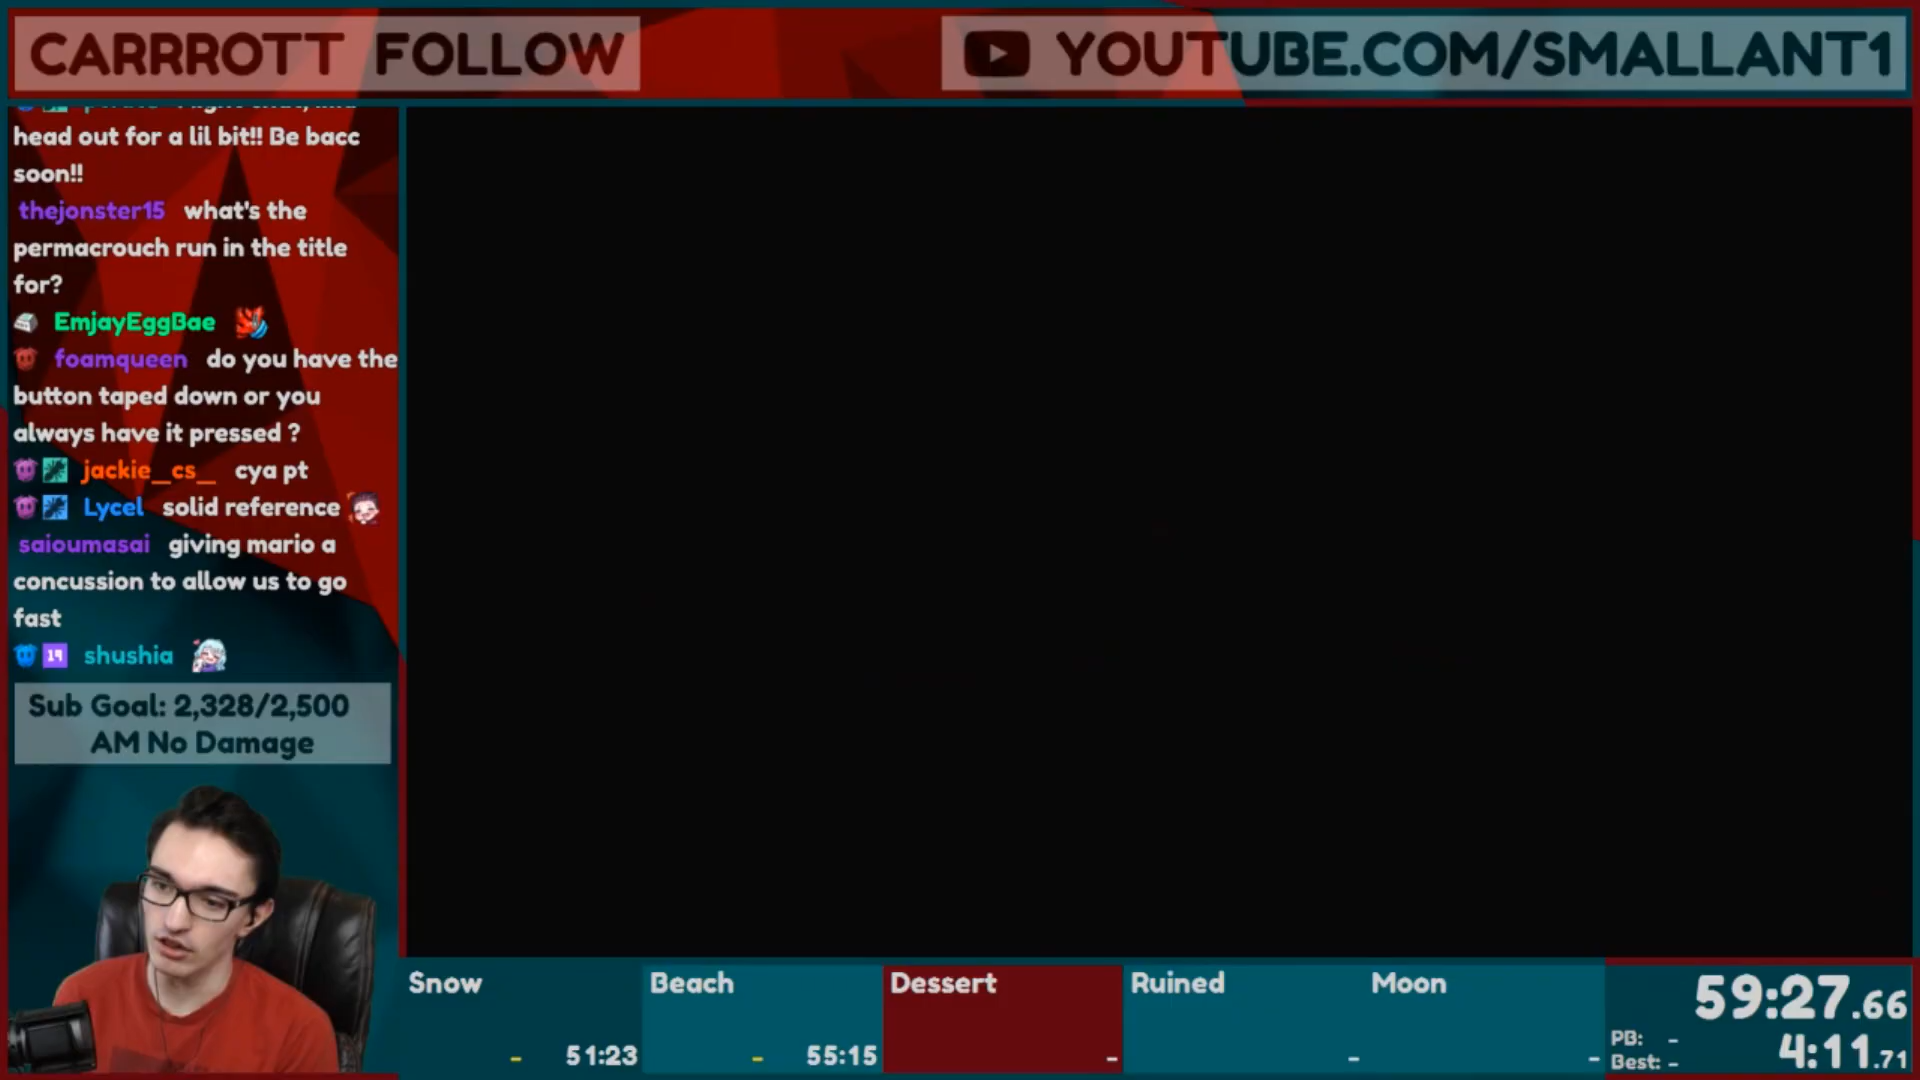 CARRROTT FOLLOW
YOUTUBE.COM/SMALLANT1
head out for a lil bit!! Be bacc
soon!!
thejonster15 what's the
permacrouch run in the title
for?
EmjayEggBae
foamqueen do you have the
button taped down or you
always have it pressed ?
jackie_cs_ cya pt
Lycel solid reference
saioumasai giving mario a
concussion to allow us to go
fast
19 shushia
Sub Goal: 2,328/2,500
AM No Damage
Snow
- 51:23
Beach
- 55:15
Dessert
-
Ruined
-
Moon
-
59:27.66
PB: -
Best: -
4:11.71